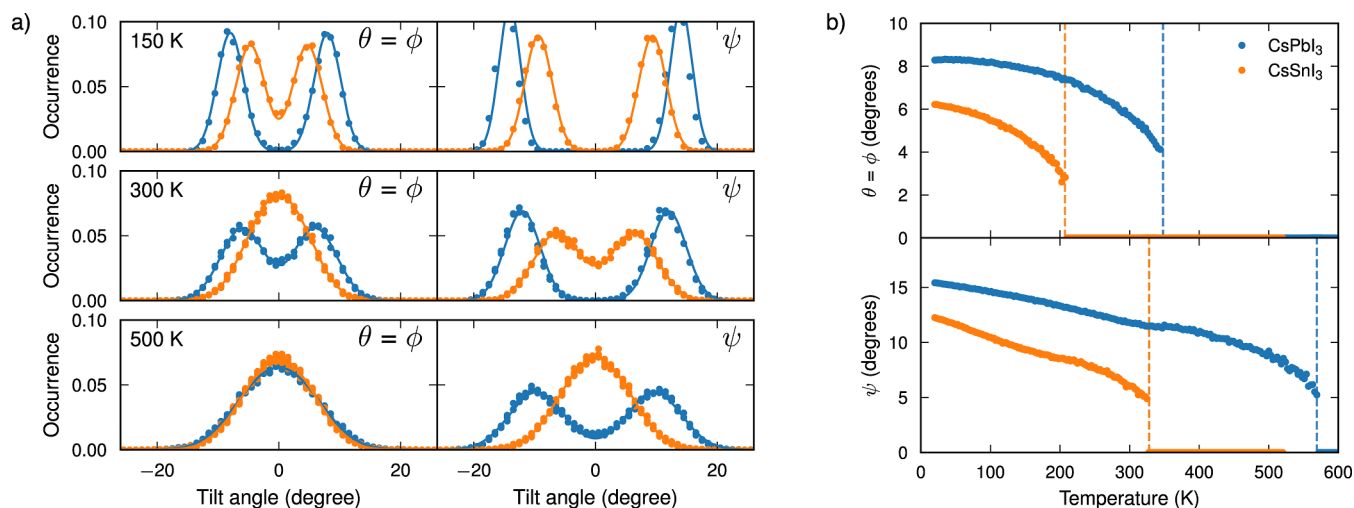 a)
0.10
0.05
0.00
Occurrence
150 K
θ = ϕ
ψ
0.10
0.05
0.00
Occurrence
300 K
θ = ϕ
ψ
0.10
0.05
0.00
Occurrence
500 K
θ = ϕ
ψ
−20 0 20
−20 0 20
Tilt angle (degree)
Tilt angle (degree)
b)
10
8
6
4
2
0
θ = ϕ (degrees)
CsPbI₃
CsSnI₃
15
10
5
0
ψ (degrees)
0 100 200 300 400 500 600
Temperature (K)